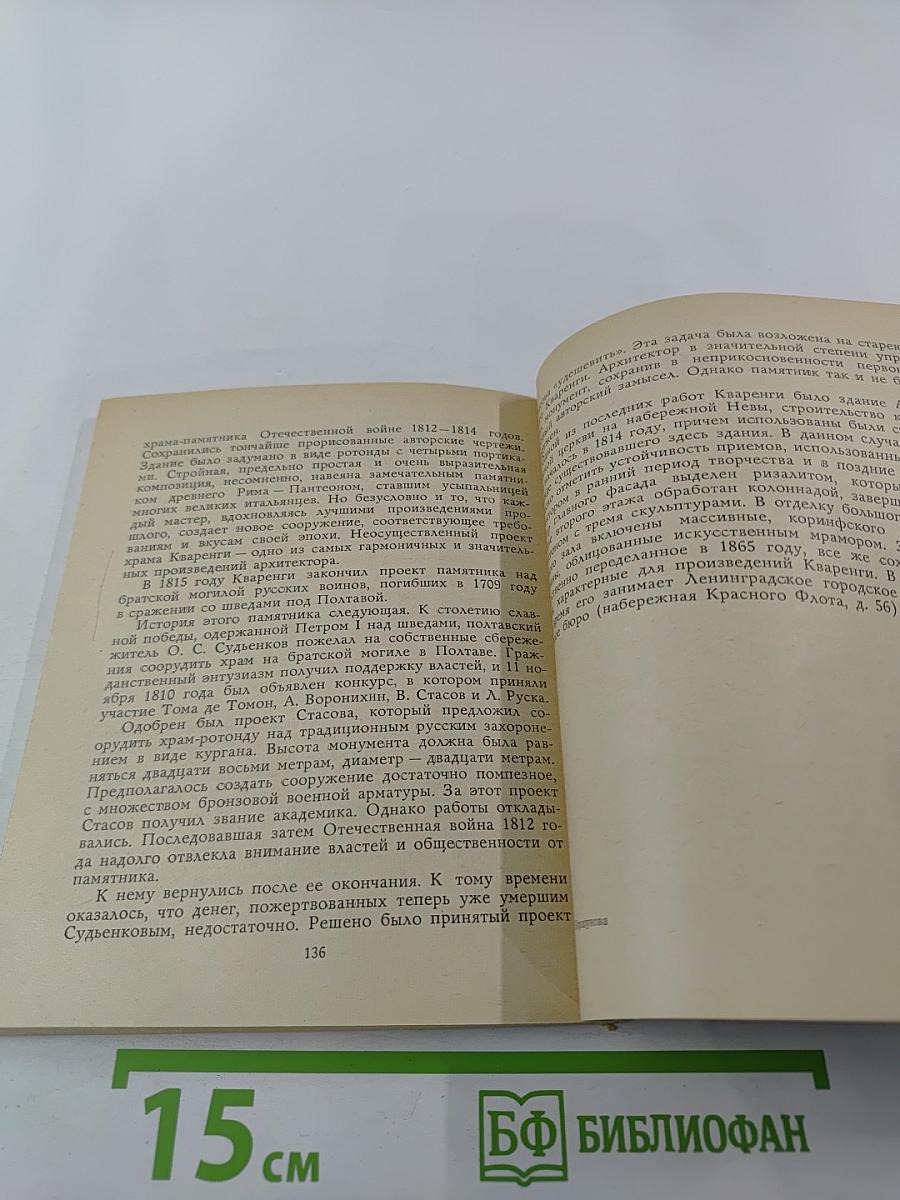 храма-памятника Отечественной войне 1812—1814 годов.
Сохранились тончайше прорисованные авторские чертежи.
Здание было задумано в виде ротонды с четырьмя портика-
ми. Стройная, предельно простая и очень выразительная
композиция, несомненно, навеяна замечательным памятни-
ком древнего Рима — Пантеоном, ставшим усыпальницей
многих великих итальянцев. Но безусловно и то, что каж-
дый мастер, вдохновляясь лучшими произведениями про-
шлого, создает новое сооружение, соответствующее требо-
ваниям и вкусам своей эпохи. Неосуществленный проект
храма Кваренги — одно из самых гармоничных и значитель-
ных произведений архитектора.
В 1815 году Кваренги закончил проект памятника над
братской могилой русских воинов, погибших в 1709 году
в сражении со шведами под Полтавой.
История этого памятника следующая. К столетию слав-
ной победы, одержанной Петром I над шведами, полтавский
житель О. С. Судьенков пожелал на собственные сбереже-
ния соорудить храм на братской могиле в Полтаве. Граж-
данственный энтузиазм получил поддержку властей, и 11 но-
ября 1810 года был объявлен конкурс, в котором приняли
участие Тома де Томон, А. Воронихин, В. Стасов и Л. Руска.
Одобрен был проект Стасова, который предложил со-
орудить храм-ротонду над традиционным русским захороне-
нием в виде кургана. Высота монумента должна была рав-
няться двадцати восьми метрам, диаметр — двадцати метрам.
Предполагалось создать сооружение достаточно помпезное,
с множеством бронзовой военной арматуры. За этот проект
Стасов получил звание академика. Однако работы отклады-
вались. Последовавшая затем Отечественная война 1812 го-
да надолго отвлекла внимание властей и общественности от
памятника.
К нему вернулись после ее окончания. К тому времени
оказалось, что денег, пожертвованных теперь уже умершим
Судьенковым, недостаточно. Решено было принятый проект
136
«удешевить». Эта задача была возложена на
Кваренги. Архитектор в значительной степени
сохранив в неприкосновенности
авторский замысел. Однако памятник так и не
из последних работ Кваренги было здание
церкви на набережной Невы, строительство
в 1814 году, причем использованы были
существовавшего здесь здания. В данном
отметить устойчивость приемов,
в ранний период творчества и в поздние
главного фасада выделен ризалитом,
второго этажа обработан колоннадой,
с тремя скульптурами. В отделку
зала включены массивные, коринфского
облицованные искусственным мрамором.
переделанное в 1865 году, все же
характерные для произведений Кваренги. В
его занимает Ленинградское городское
бюро (набережная Красного Флота, д. 56)
15 см
БФ БИБЛИОФАН